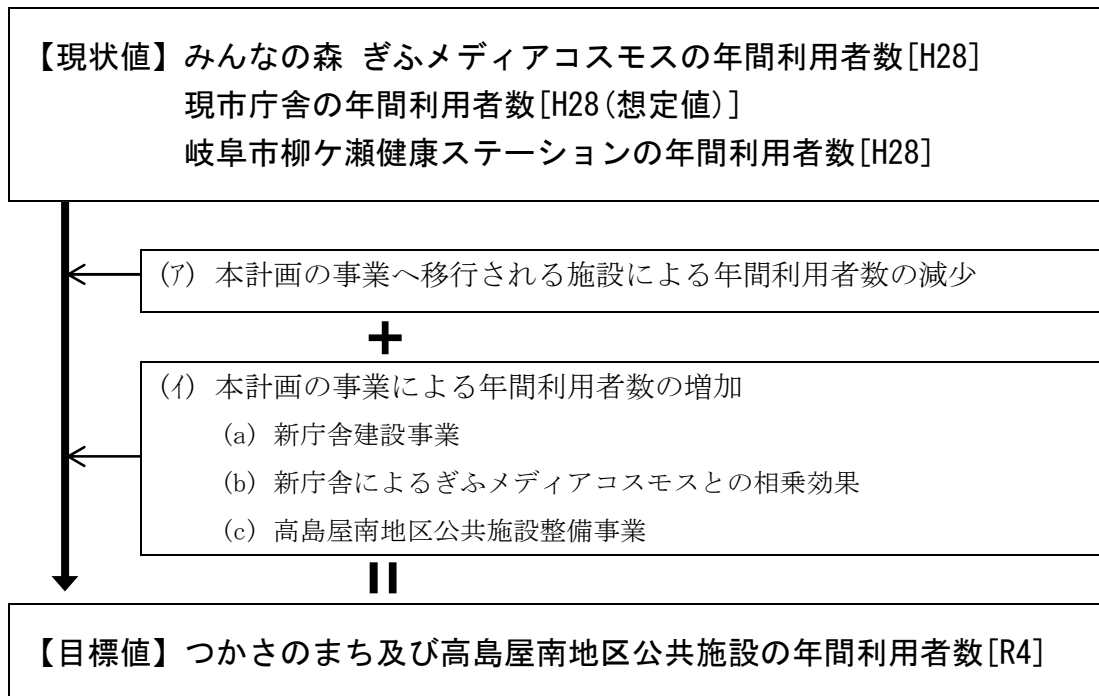 【現状値】みんなの森 ぎふメディアコスモスの年間利用者数[H28]
現市庁舎の年間利用者数[H28(想定値)]
岐阜市柳ケ瀬健康ステーションの年間利用者数[H28]
(ｱ) 本計画の事業へ移行される施設による年間利用者数の減少
+
(ｲ) 本計画の事業による年間利用者数の増加
(a) 新庁舎建設事業
(b) 新庁舎によるぎふメディアコスモスとの相乗効果
(c) 高島屋南地区公共施設整備事業
=
【目標値】つかさのまち及び高島屋南地区公共施設の年間利用者数[R4]